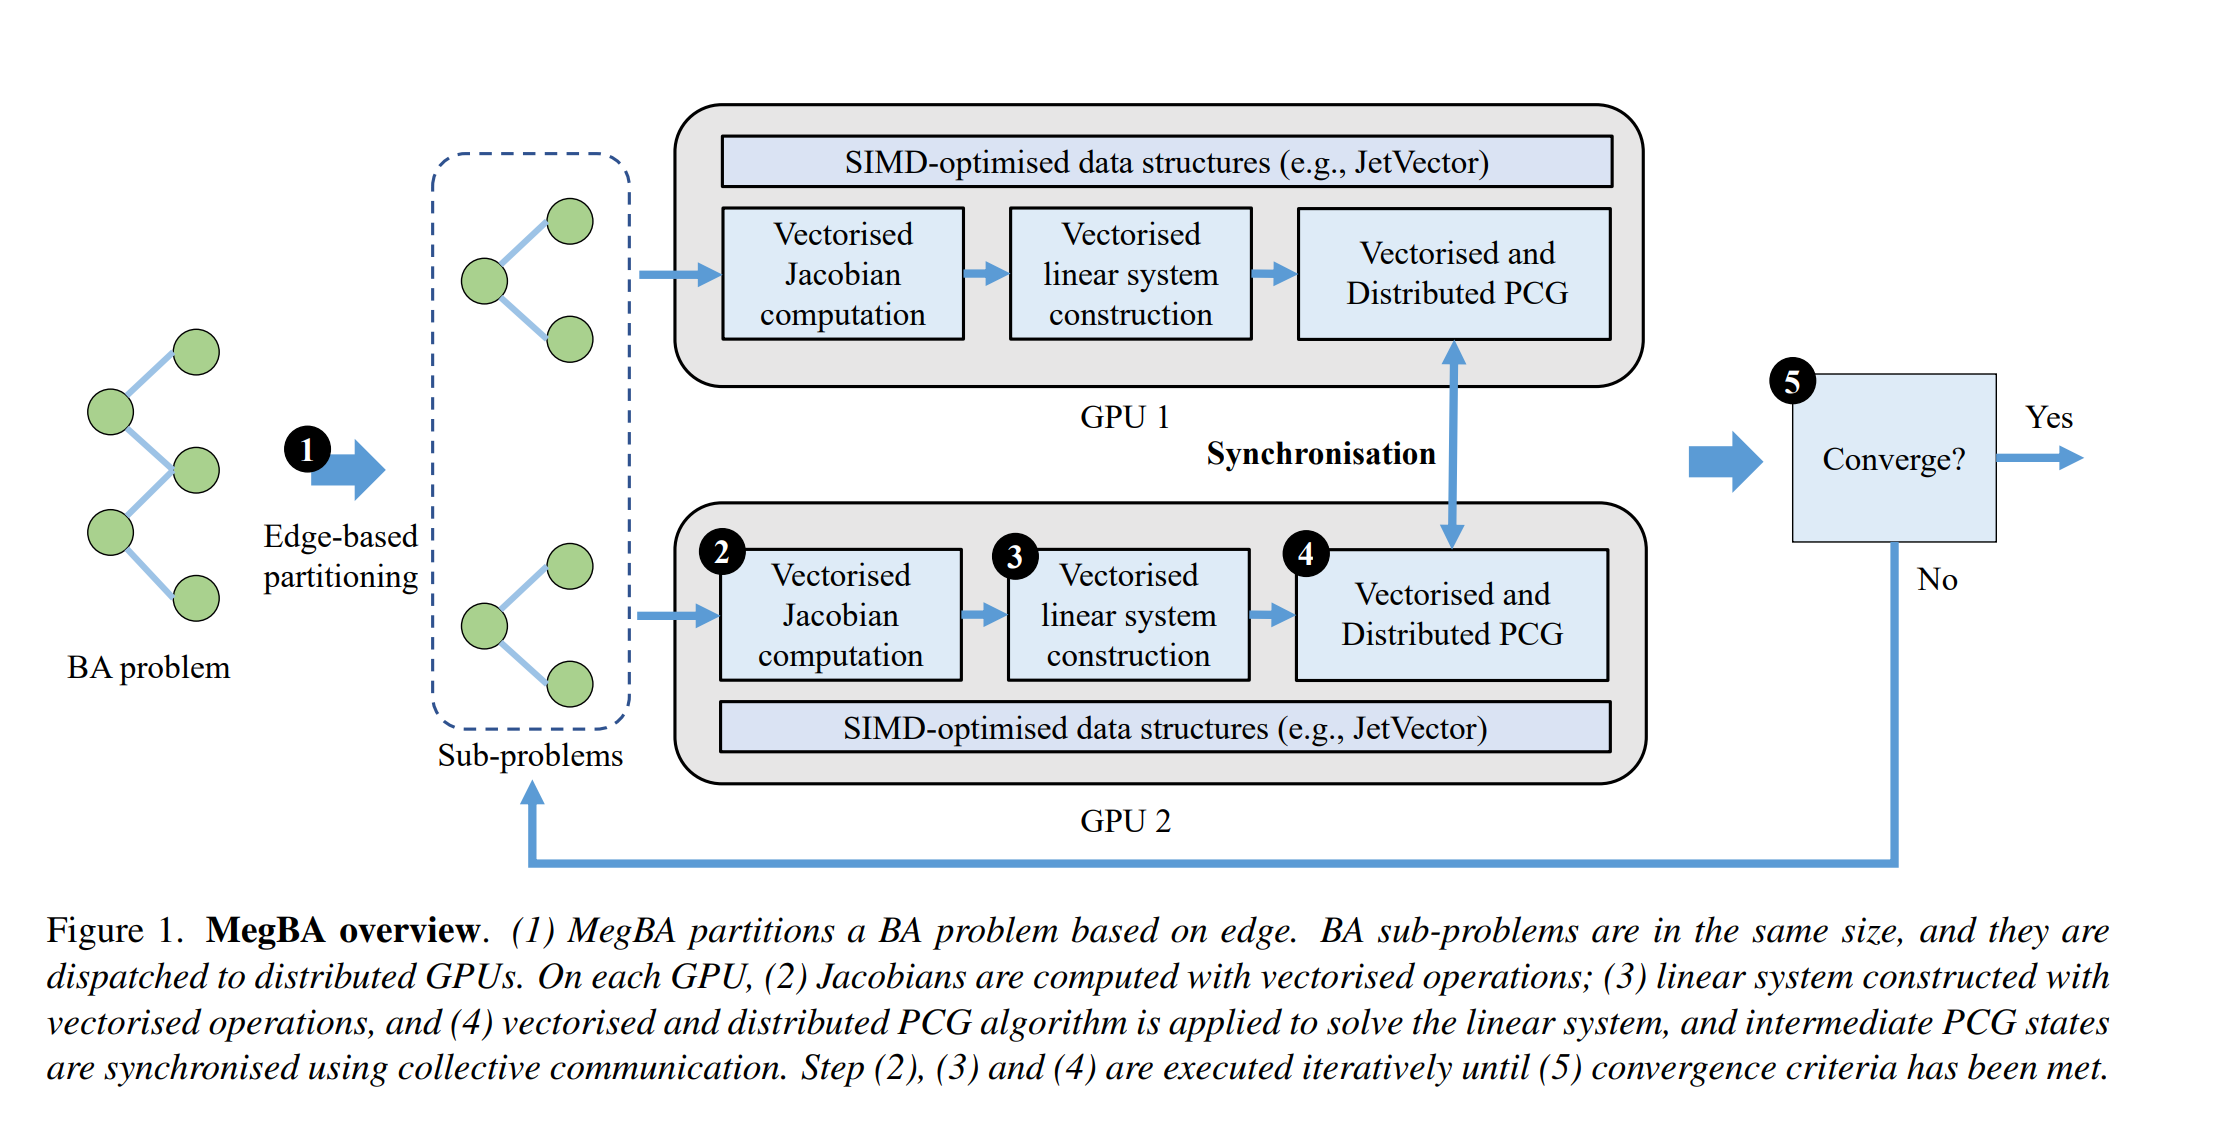 SIMD-optimised data structures (e.g., JetVector)
Vectorised
Jacobian
computation
Vectorised
linear system
construction
Vectorised and
Distributed PCG
GPU 1
1
Edge-based
partitioning
BA problem
Sub-problems
Synchronisation
2
Vectorised
Jacobian
computation
3
Vectorised
linear system
construction
4
Vectorised and
Distributed PCG
SIMD-optimised data structures (e.g., JetVector)
GPU 2
5
Converge?
Yes
No
Figure 1. MegBA overview. (1) MegBA partitions a BA problem based on edge. BA sub-problems are in the same size, and they are
dispatched to distributed GPUs. On each GPU, (2) Jacobians are computed with vectorised operations; (3) linear system constructed with
vectorised operations, and (4) vectorised and distributed PCG algorithm is applied to solve the linear system, and intermediate PCG states
are synchronised using collective communication. Step (2), (3) and (4) are executed iteratively until (5) convergence criteria has been met.